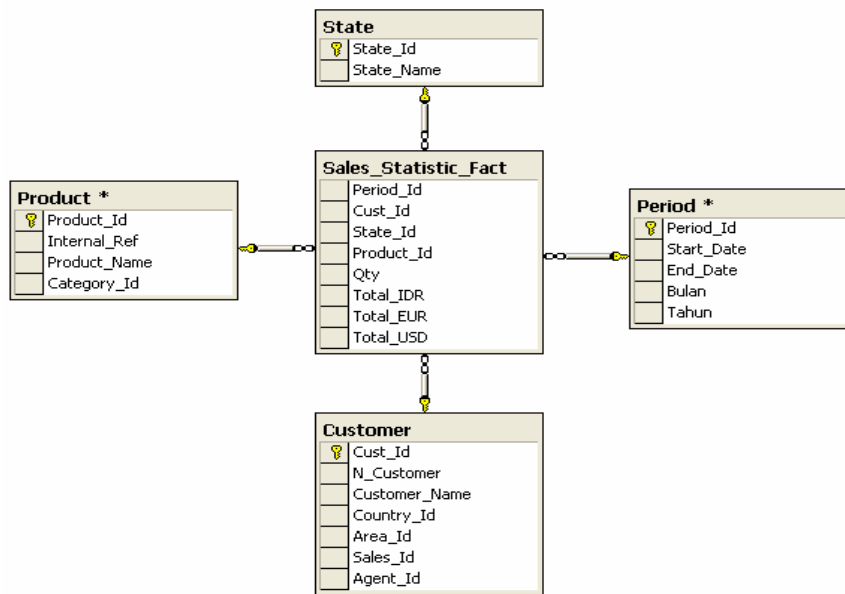 State
State_Id
State_Name
Sales_Statistic_Fact
Period_Id
Cust_Id
State_Id
Product_Id
Qty
Total_IDR
Total_EUR
Total_USD
Product *
Product_Id
Internal_Ref
Product_Name
Category_Id
Period *
Period_Id
Start_Date
End_Date
Bulan
Tahun
Customer
Cust_Id
N_Customer
Customer_Name
Country_Id
Area_Id
Sales_Id
Agent_Id